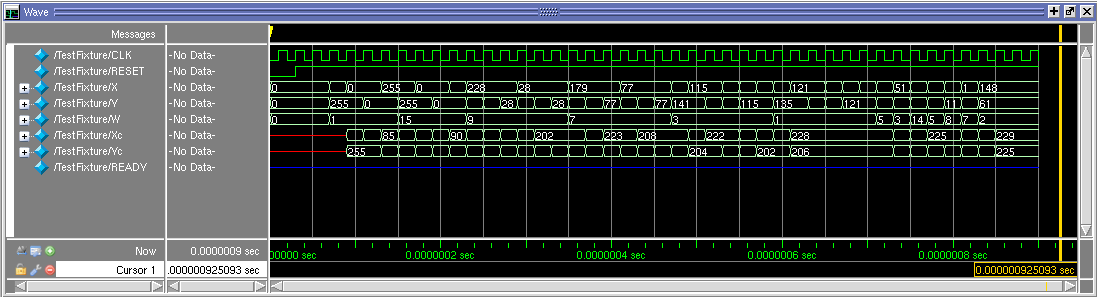 Wave
Messages
/TestFixture/CLK -No Data-
/TestFixture/RESET -No Data-
/TestFixture/X -No Data- 0 0 255 228 28 179 77 115 121 51 1 148
/TestFixture/Y -No Data- 0 255 0 255 0 28 28 77 77 141 115 135 121 11 61
/TestFixture/W -No Data- 0 1 15 9 7 3 1 5 3 14 5 8 7 2
/TestFixture/Xc -No Data- 85 90 202 223 208 222 228 225 229
/TestFixture/Yc -No Data- 255 204 202 206 225
/TestFixture/READY -No Data-
Now 0.0000009 sec 00000 sec 0.0000002 sec 0.0000004 sec 0.0000006 sec 0.0000008 sec
Cursor 1 .000000925093 sec 0.000000925093 sec